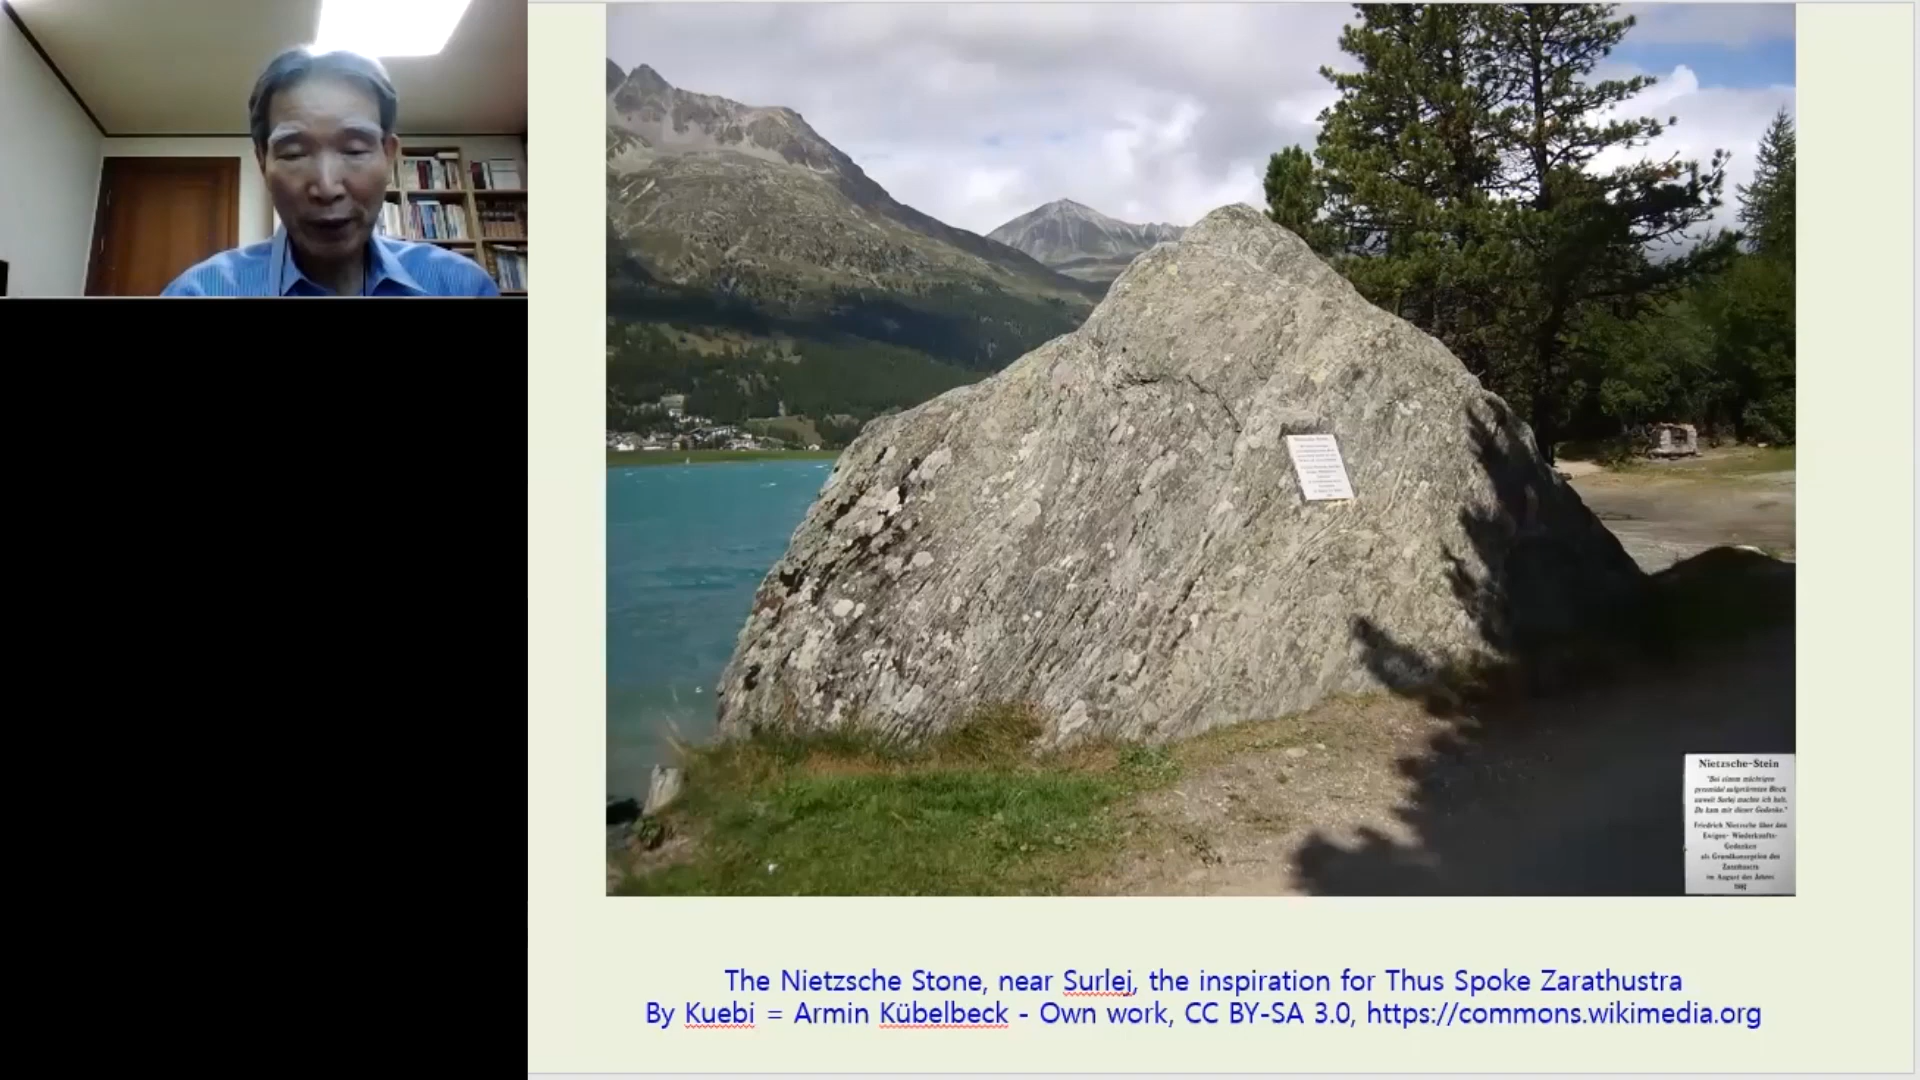 Nietzsche-Stein
"Bei einem mächtigen
pyramidal aufgetürmten Block
unweit Surlej machte ich halt.
Da kam mir dieser Gedanke."
Friedrich Nietzsche über den
Ewigen- Wiederkunfts-
Gedanken
als Grundkonzeption des
Zarathustra
im August des Jahres
The Nietzsche Stone, near Surlej, the inspiration for Thus Spoke Zarathustra
By Kuebi = Armin Kübelbeck - Own work, CC BY-SA 3.0, https://commons.wikimedia.org